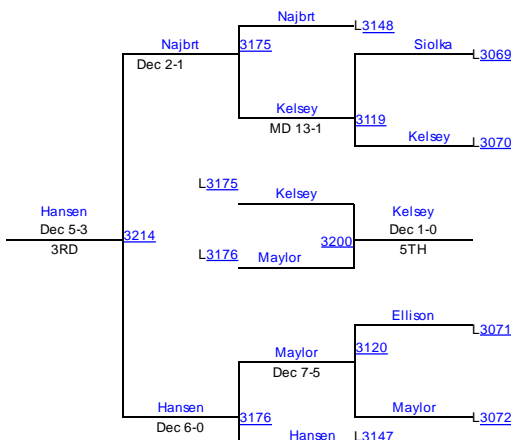 Najbrt
L3148
Najbrt
3175
Siolka
L3069
Dec 2-1
Kelsey
3119
MD 13-1
Kelsey
L3070
L3175
Kelsey
Kelsey
Hansen
Dec 5-3
3214
3RD
3200
Dec 1-0
5TH
L3176
Maylor
Ellison
L3071
Maylor
3120
Dec 7-5
Hansen
3176
Maylor
L3072
Dec 6-0
Hansen
L3147